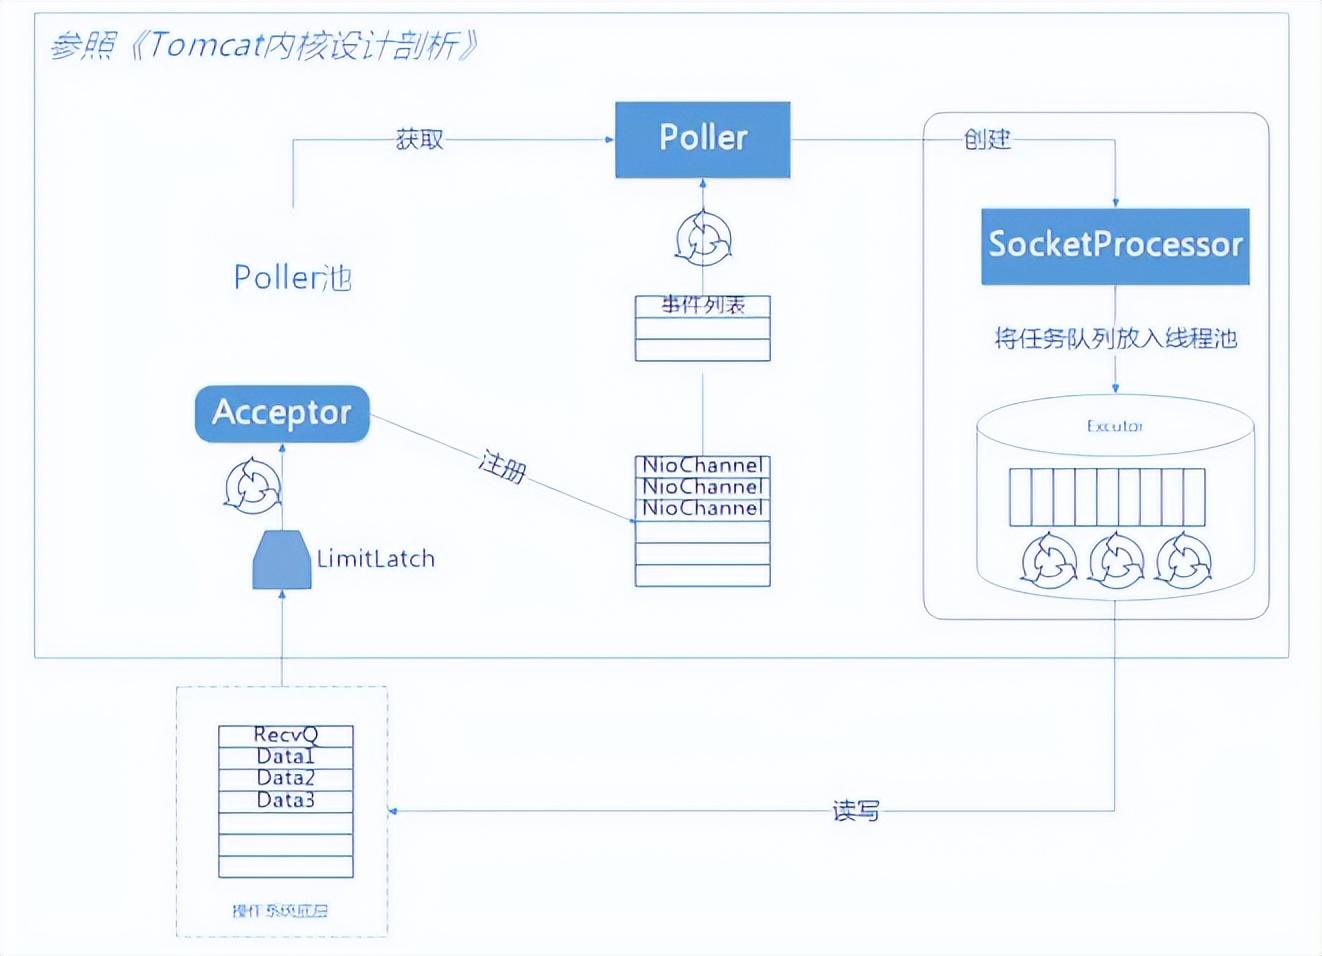 参照《Tomcat内核设计剖析》
获取
Poller
创建
SocketProcessor
Poller池
事件列表
将任务队列放入线程池
Acceptor
Excutor
注册
NioChannel
NioChannel
NioChannel
LimitLatch
RecvQ
Data1
Data2
Data3
读写
操作系统底层